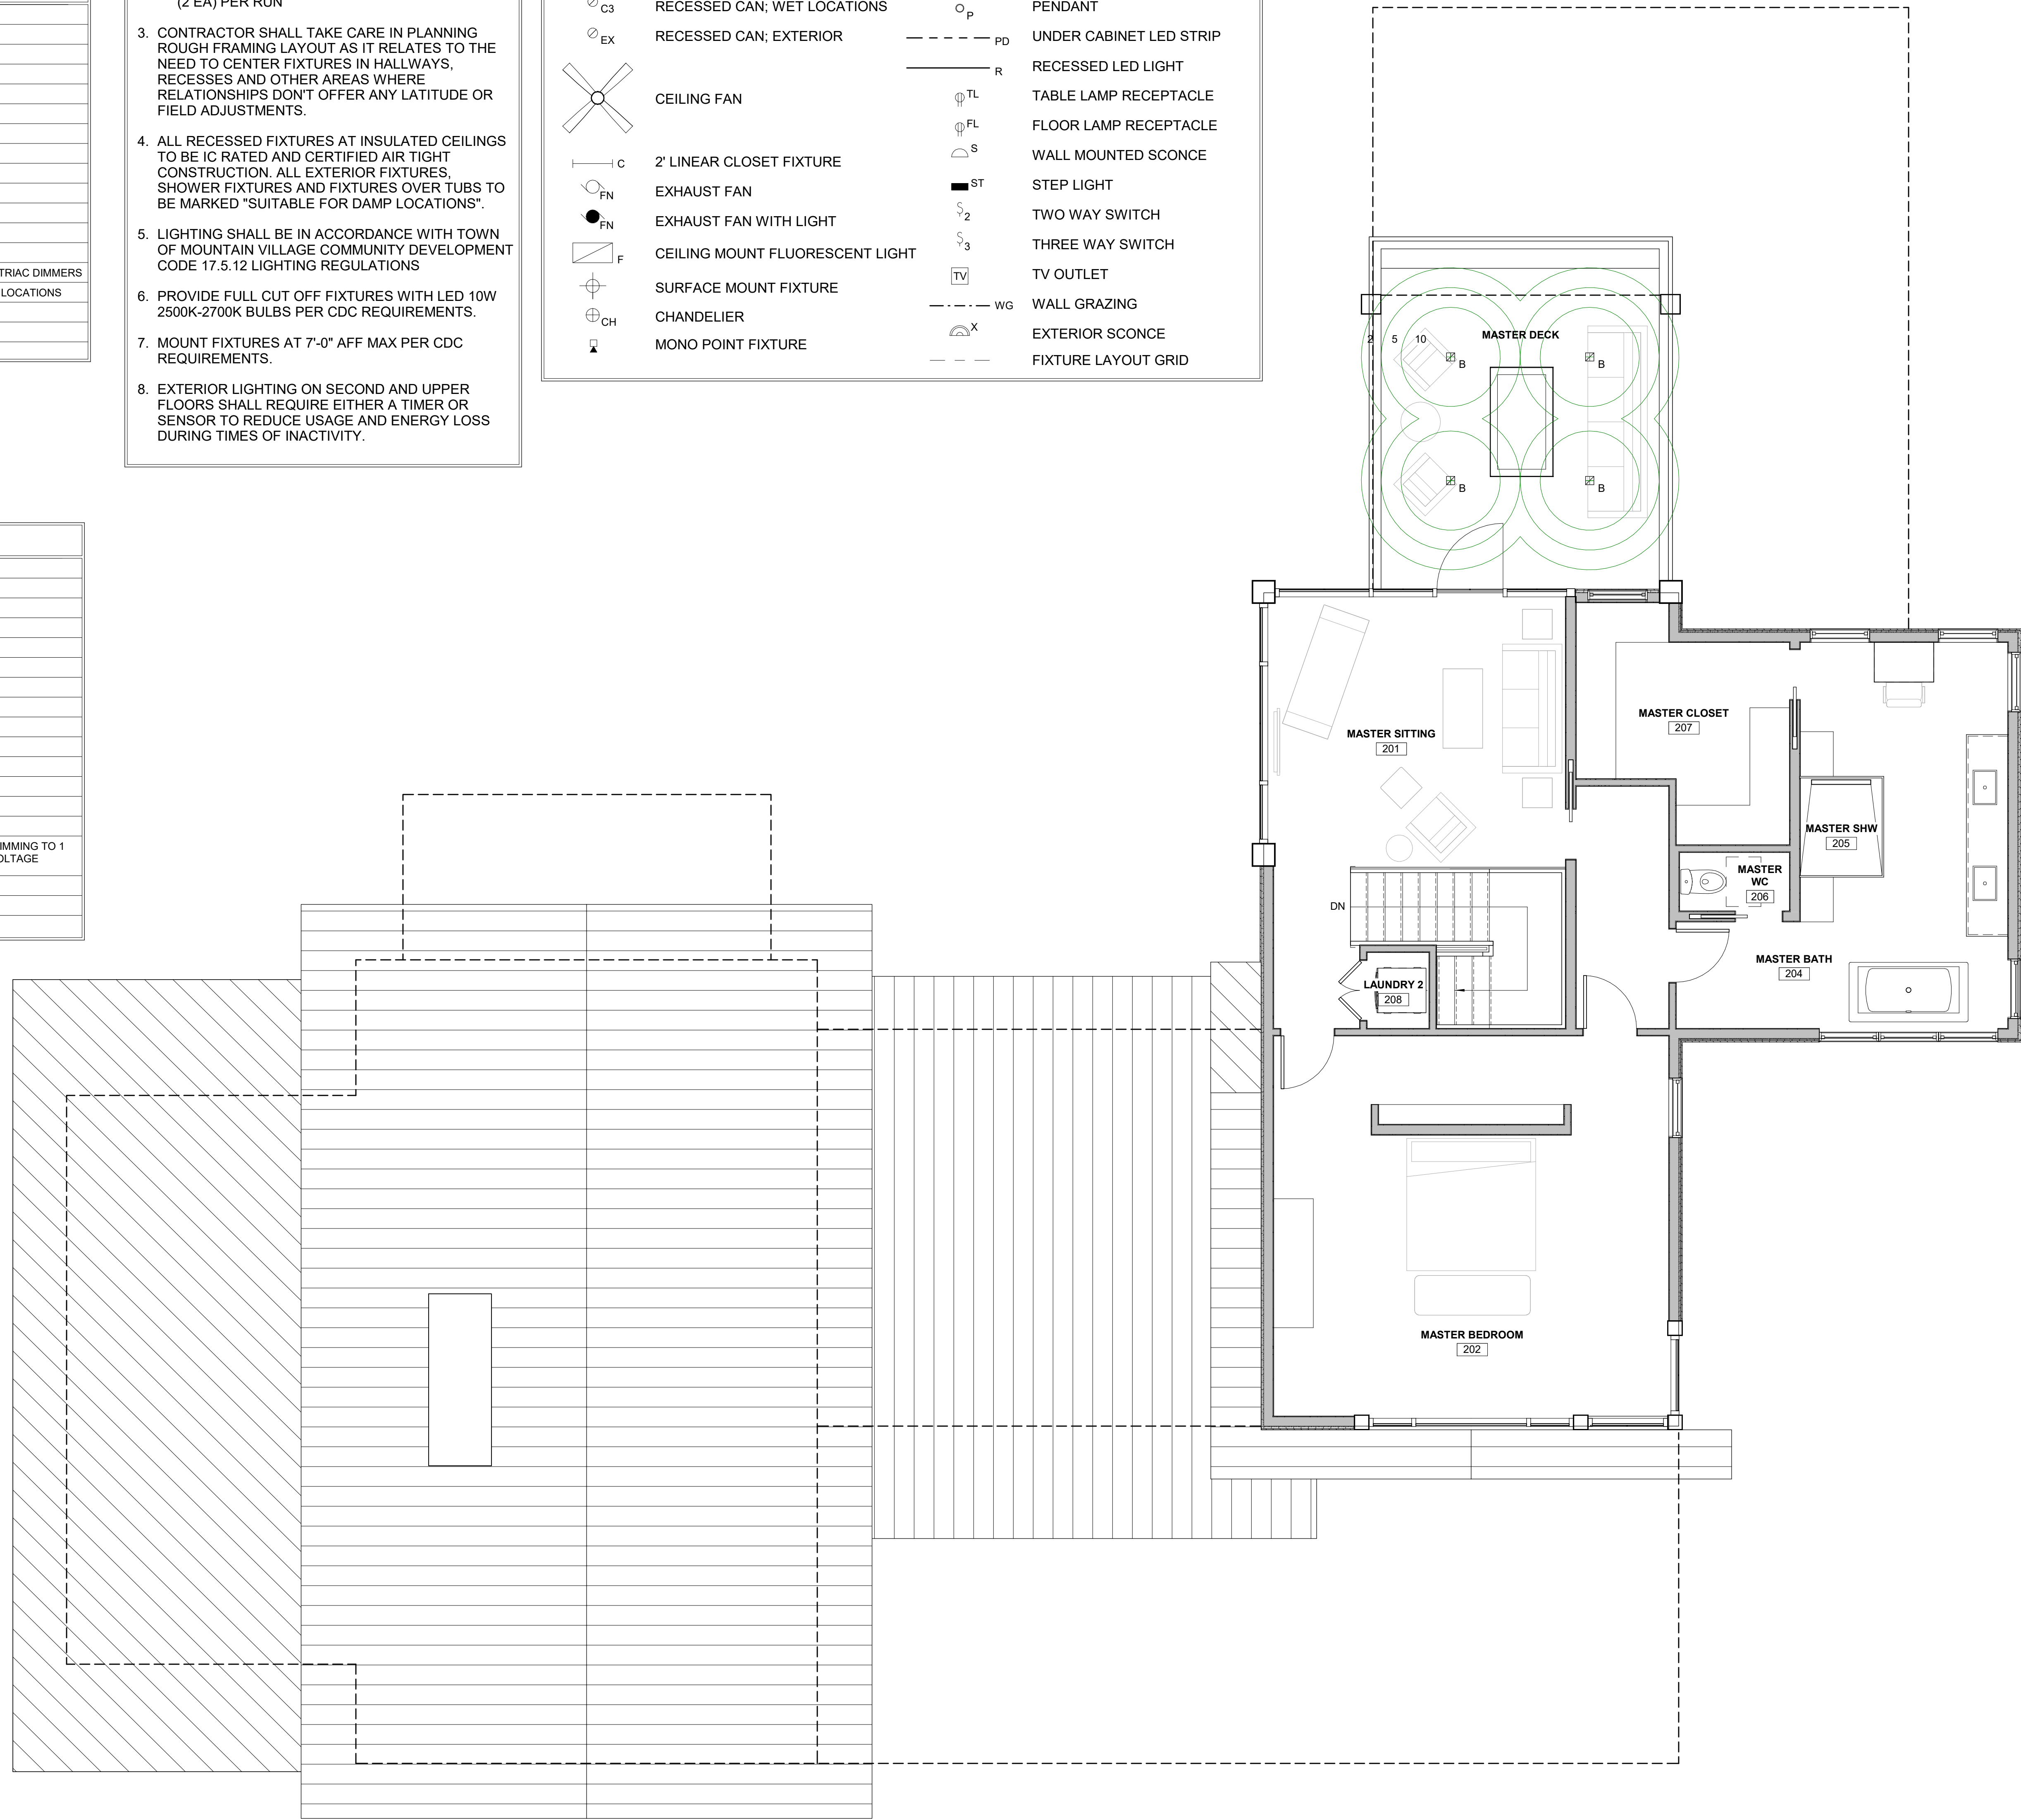 TRIAC DIMMERS
LOCATIONS
IMMING TO 1
OLTAGE
(2 EA) PER RUN
3. CONTRACTOR SHALL TAKE CARE IN PLANNING
ROUGH FRAMING LAYOUT AS IT RELATES TO THE
NEED TO CENTER FIXTURES IN HALLWAYS,
RECESSES AND OTHER AREAS WHERE
RELATIONSHIPS DON'T OFFER ANY LATITUDE OR
FIELD ADJUSTMENTS.
4. ALL RECESSED FIXTURES AT INSULATED CEILINGS
TO BE IC RATED AND CERTIFIED AIR TIGHT
CONSTRUCTION. ALL EXTERIOR FIXTURES,
SHOWER FIXTURES AND FIXTURES OVER TUBS TO
BE MARKED "SUITABLE FOR DAMP LOCATIONS".
5. LIGHTING SHALL BE IN ACCORDANCE WITH TOWN
OF MOUNTAIN VILLAGE COMMUNITY DEVELOPMENT
CODE 17.5.12 LIGHTING REGULATIONS
6. PROVIDE FULL CUT OFF FIXTURES WITH LED 10W
2500K-2700K BULBS PER CDC REQUIREMENTS.
7. MOUNT FIXTURES AT 7'-0" AFF MAX PER CDC
REQUIREMENTS.
8. EXTERIOR LIGHTING ON SECOND AND UPPER
FLOORS SHALL REQUIRE EITHER A TIMER OR
SENSOR TO REDUCE USAGE AND ENERGY LOSS
DURING TIMES OF INACTIVITY.
C3 RECESSED CAN; WET LOCATIONS
EX RECESSED CAN; EXTERIOR
CEILING FAN
C 2' LINEAR CLOSET FIXTURE
FN EXHAUST FAN
FN EXHAUST FAN WITH LIGHT
F CEILING MOUNT FLUORESCENT LIGHT
SURFACE MOUNT FIXTURE
CH CHANDELIER
MONO POINT FIXTURE
P PENDANT
PD UNDER CABINET LED STRIP
R RECESSED LED LIGHT
TL TABLE LAMP RECEPTACLE
FL FLOOR LAMP RECEPTACLE
S WALL MOUNTED SCONCE
ST STEP LIGHT
$2 TWO WAY SWITCH
$3 THREE WAY SWITCH
TV TV OUTLET
WG WALL GRAZING
X EXTERIOR SCONCE
FIXTURE LAYOUT GRID
MASTER DECK
2 5 10
B B
B B
MASTER SITTING
201
MASTER CLOSET
207
MASTER SHW
205
MASTER
WC
206
DN
MASTER BATH
204
LAUNDRY 2
208
MASTER BEDROOM
202